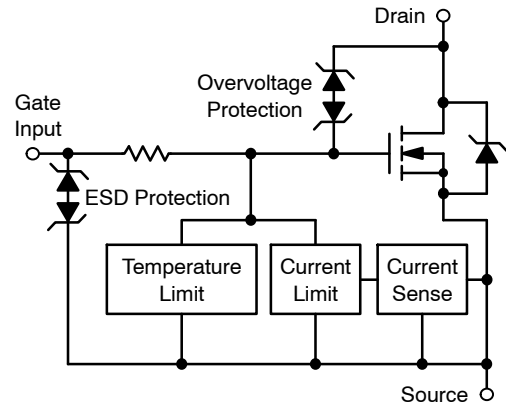 Drain
Overvoltage
Protection
Gate
Input
ESD Protection
Temperature
Limit
Current
Limit
Current
Sense
Source